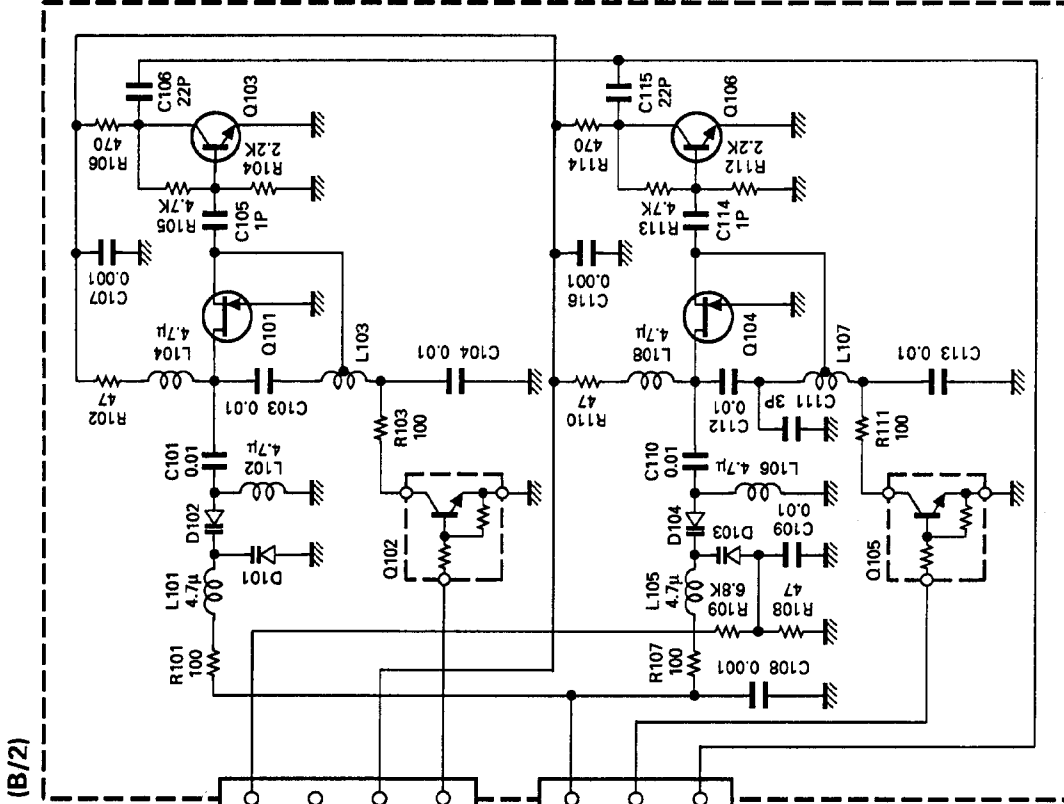 C106
22P
Q103
470
R106
2.2K
R104
4.7K
R105
C105
1P
0.001
C107
Q101
4.7μ
L104
L103
C104 0.01
47
R102
C103 0.01
R103
100
C101
0.01
4.7μ
L102
D102
D101
Q102
L101
4.7μ
R101
100
C115
22P
Q106
470
R114
2.2K
R112
4.7K
R113
C114
1P
0.001
C116
Q104
4.7μ
L108
L107
C113 0.01
47
R110
0.01
C112
C111
3P
R111
100
C110
0.01
L106 4.7μ
D104
D103
0.01
C109
Q105
L105
4.7μ
6.8K
R109
47
R108
R107
100
C108 0.001
(B/2)